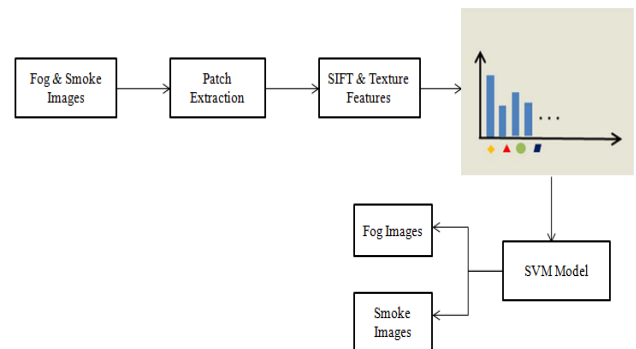 Fog & Smoke
Images
Patch
Extraction
SIFT & Texture
Features
...
Fog Images
SVM Model
Smoke
Images